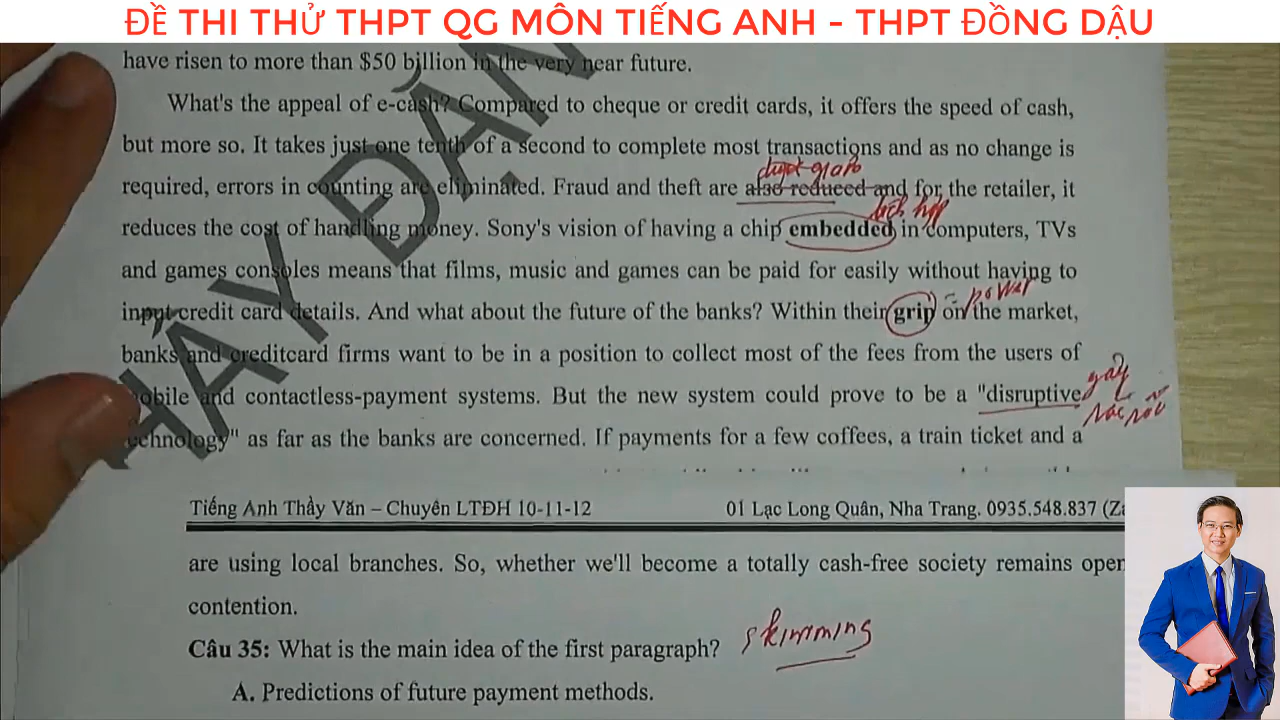 ĐỀ THI THỬ THPT QG MÔN TIẾNG ANH - THPT ĐỒNG DẬU
have risen to more than $50 billion in the very near future.
What's the appeal of e-cash? Compared to cheque or credit cards, it offers the speed of cash,
but more so. It takes just one tenth of a second to complete most transactions and as no change is
required, errors in counting are eliminated. Fraud and theft are also reduced and for the retailer, it
reduces the cost of handling money. Sony's vision of having a chip embedded in computers, TVs
tích hợp
and games consoles means that films, music and games can be paid for easily without having to
power
input credit card details. And what about the future of the banks? Within their grip on the market,
banks and creditcard firms want to be in a position to collect most of the fees from the users of
mobile and contactless-payment systems. But the new system could prove to be a "disruptive
gây
rắc rối
technology" as far as the banks are concerned. If payments for a few coffees, a train ticket and a
THẦY ĐẶN
Tiếng Anh Thầy Văn – Chuyên LTĐH 10-11-12
01 Lạc Long Quân, Nha Trang. 0935.548.837
are using local branches. So, whether we'll become a totally cash-free society remains open
contention.
Câu 35: What is the main idea of the first paragraph? skimming
A. Predictions of future payment methods.